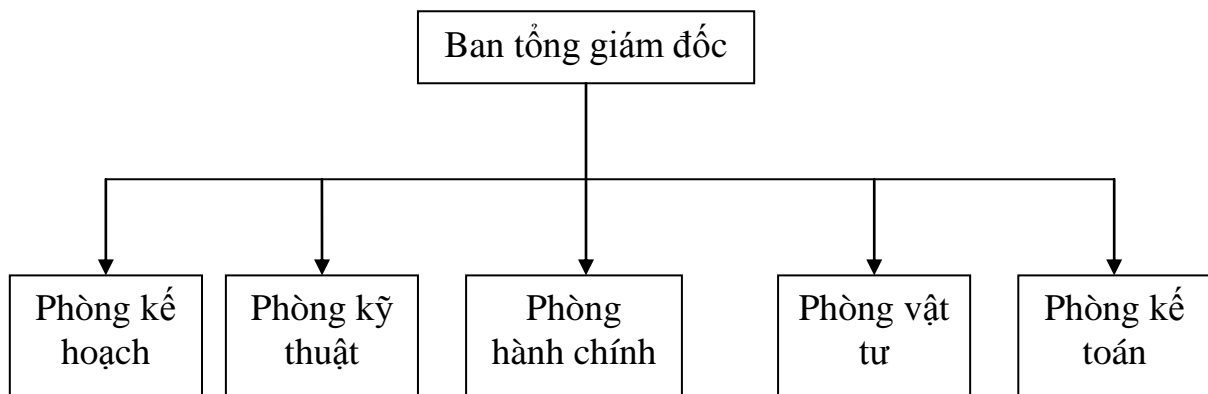 Ban tổng giám đốc
Phòng kế
hoạch
Phòng kỹ
thuật
Phòng
hành chính
Phòng vật
tư
Phòng kế
toán